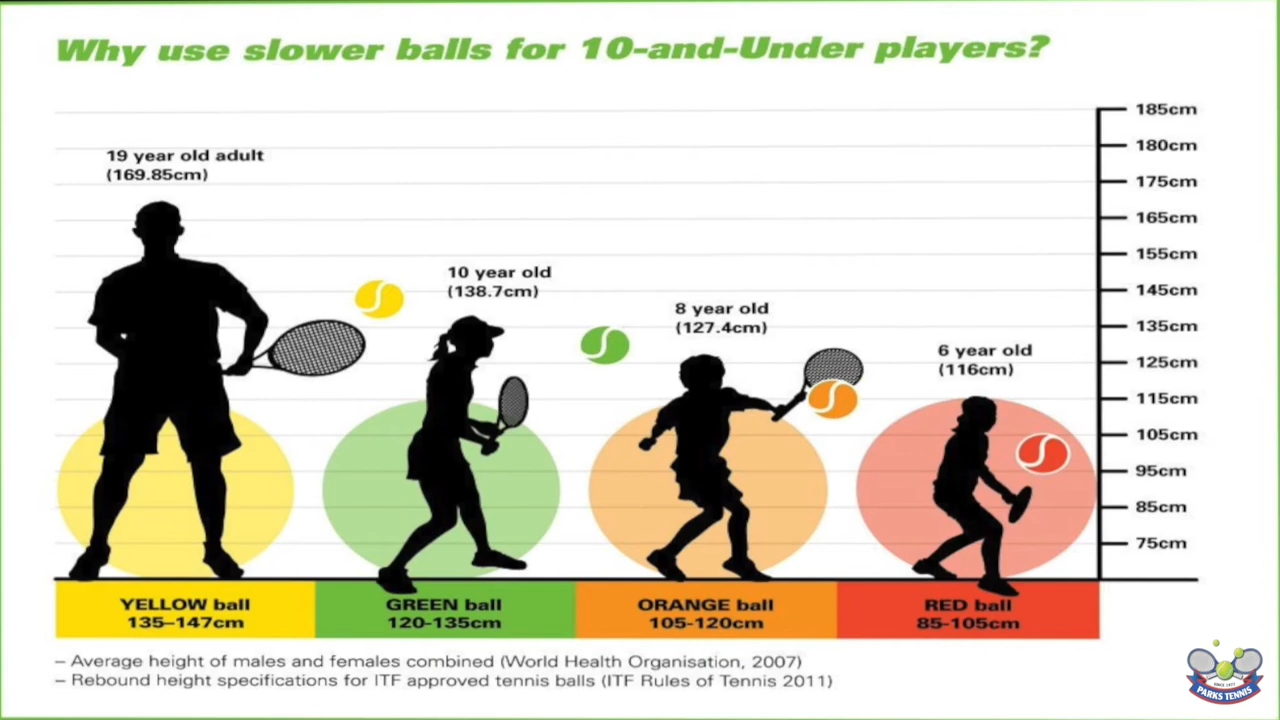 Why use slower balls for 10-and-Under players?
19 year old adult
(169.85cm)
10 year old
(138.7cm)
8 year old
(127.4cm)
6 year old
(116cm)
185cm
180cm
175cm
165cm
155cm
145cm
135cm
125cm
115cm
105cm
95cm
85cm
75cm
YELLOW ball
135–147cm
GREEN ball
120-135cm
ORANGE ball
105-120cm
RED ball
85-105cm
– Average height of males and females combined (World Health Organisation, 2007)
– Rebound height specifications for ITF approved tennis balls (ITF Rules of Tennis 2011)
SINCE 1971
PARKS TENNIS